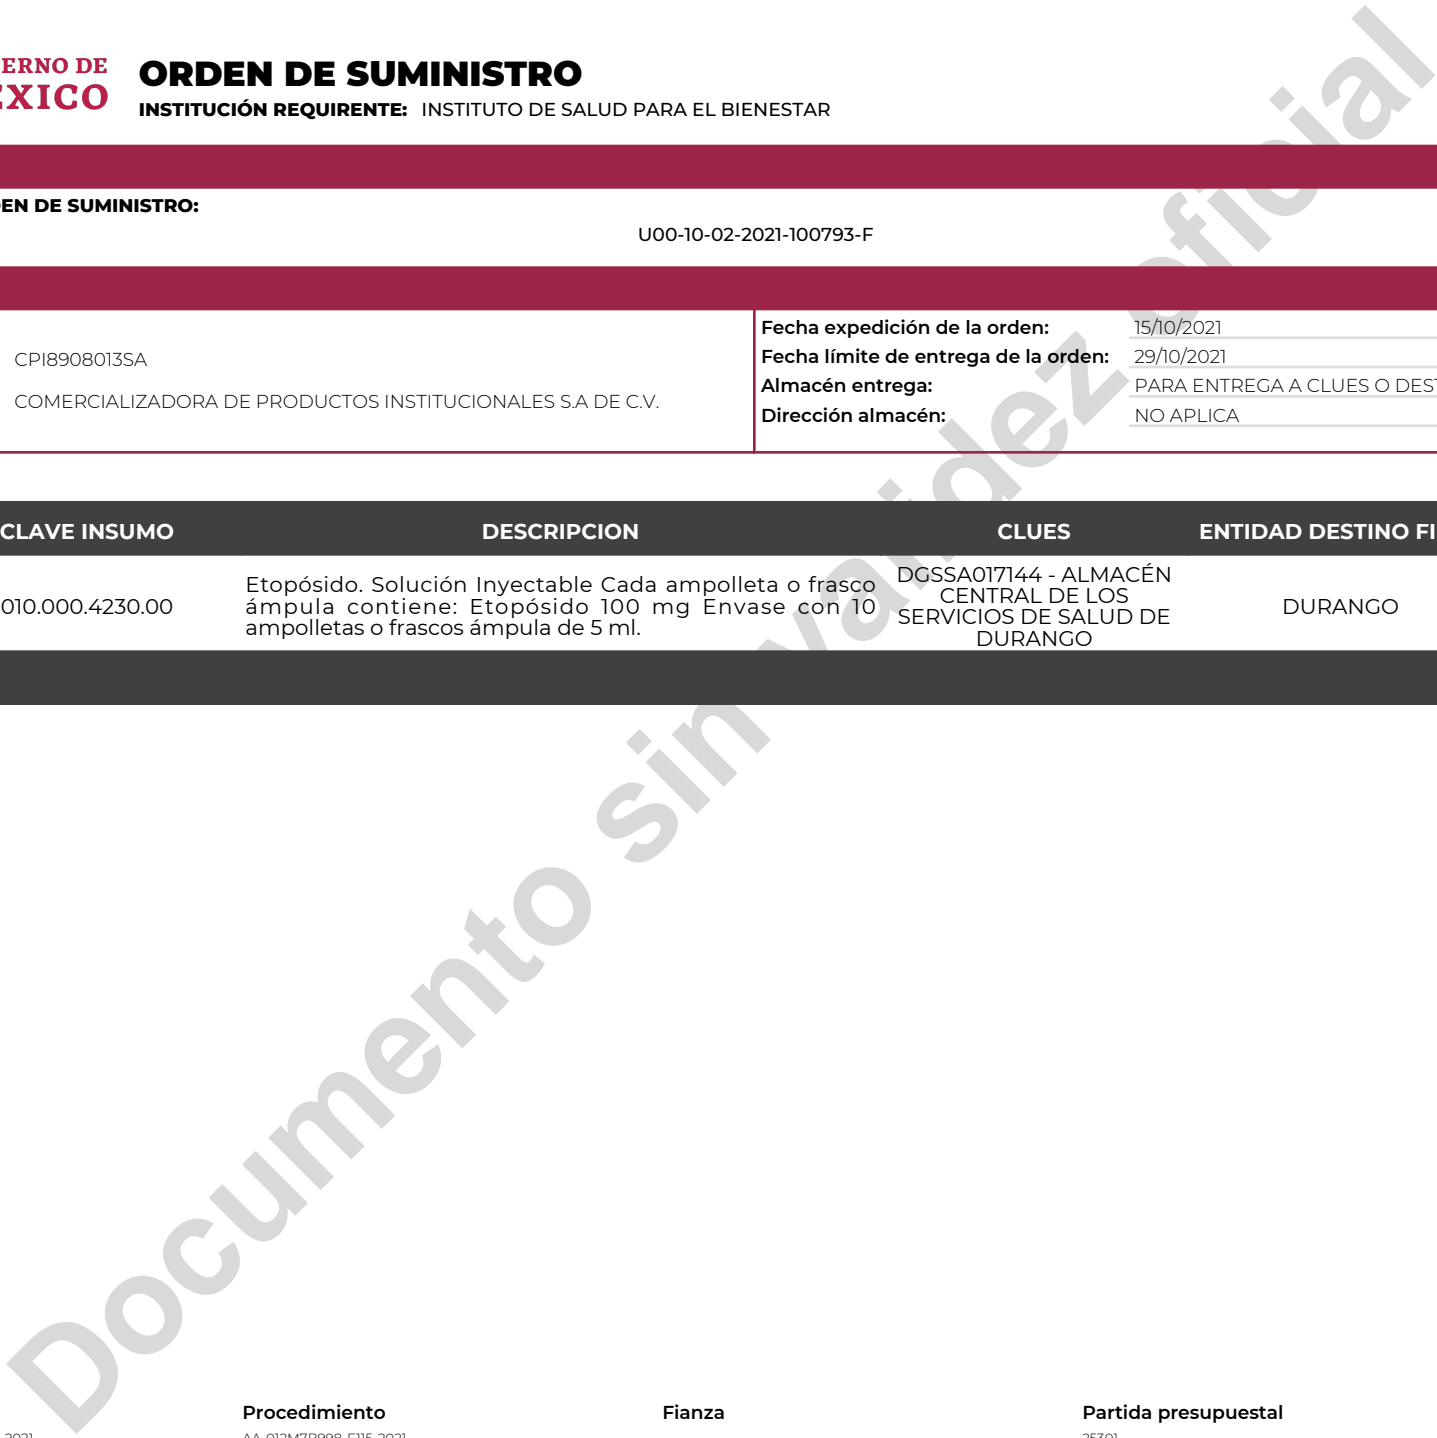 ERNO DE
ÉXICO
ORDEN DE SUMINISTRO
INSTITUCIÓN REQUIRENTE: INSTITUTO DE SALUD PARA EL BIENESTAR
EN DE SUMINISTRO:
U00-10-02-2021-100793-F
CPI8908013SA
COMERCIALIZADORA DE PRODUCTOS INSTITUCIONALES S.A DE C.V.
Fecha expedición de la orden: 15/10/2021
Fecha límite de entrega de la orden: 29/10/2021
Almacén entrega: PARA ENTREGA A CLUES O DEST
Dirección almacén: NO APLICA
CLAVE INSUMO DESCRIPCION CLUES ENTIDAD DESTINO FI
010.000.4230.00
Etopósido. Solución Inyectable Cada ampolleta o frasco
ámpula contiene: Etopósido 100 mg Envase con 10
ampolletas o frascos ámpula de 5 ml.
DGSSA017144 - ALMACÉN
CENTRAL DE LOS
SERVICIOS DE SALUD DE
DURANGO
DURANGO
Documento sin validez oficial
Procedimiento Fianza Partida presupuestal